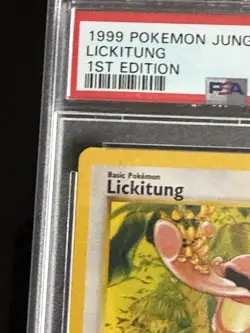 1999 POKEMON JUNG
LICKITUNG
1ST EDITION
PSA
Basic Pokémon
Lickitung